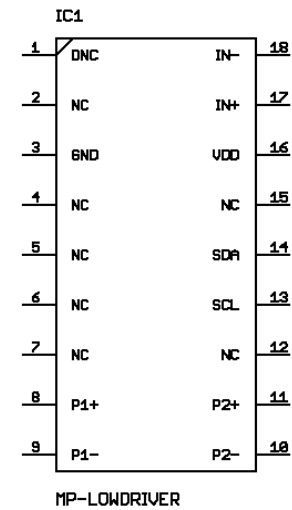 IC1
1 DNC IN- 18
2 NC IN+ 17
3 GND VDD 16
4 NC NC 15
5 NC SDA 14
6 NC SCL 13
7 NC NC 12
8 P1+ P2+ 11
9 P1- P2- 10
MP-LOWDRIVER